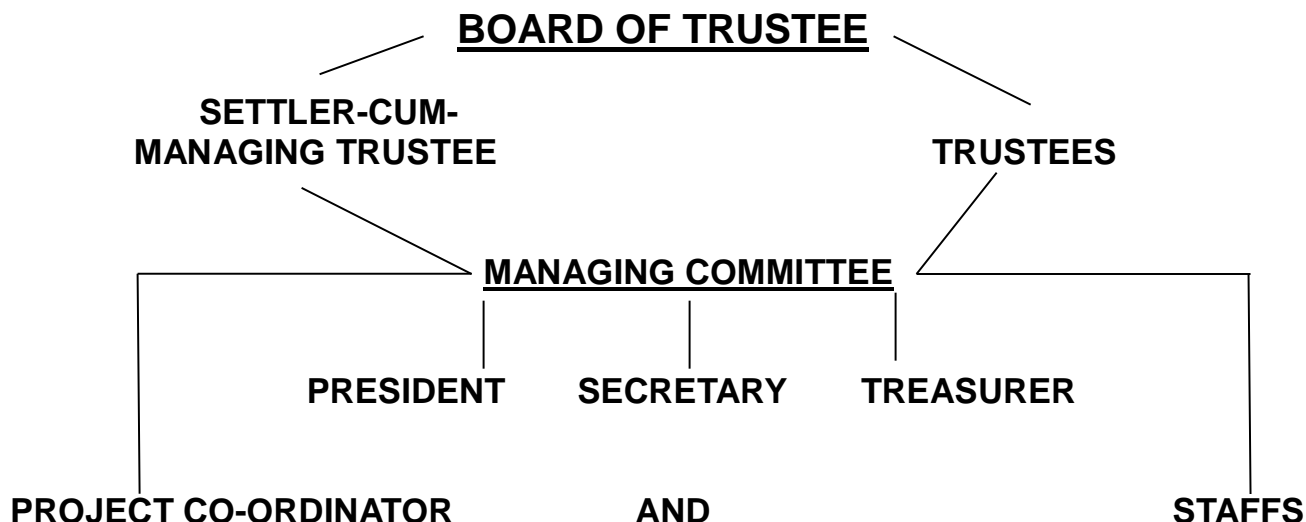 BOARD OF TRUSTEE
SETTLER-CUM-
MANAGING TRUSTEE
TRUSTEES
MANAGING COMMITTEE
PRESIDENT SECRETARY TREASURER
PROJECT CO-ORDINATOR AND STAFFS